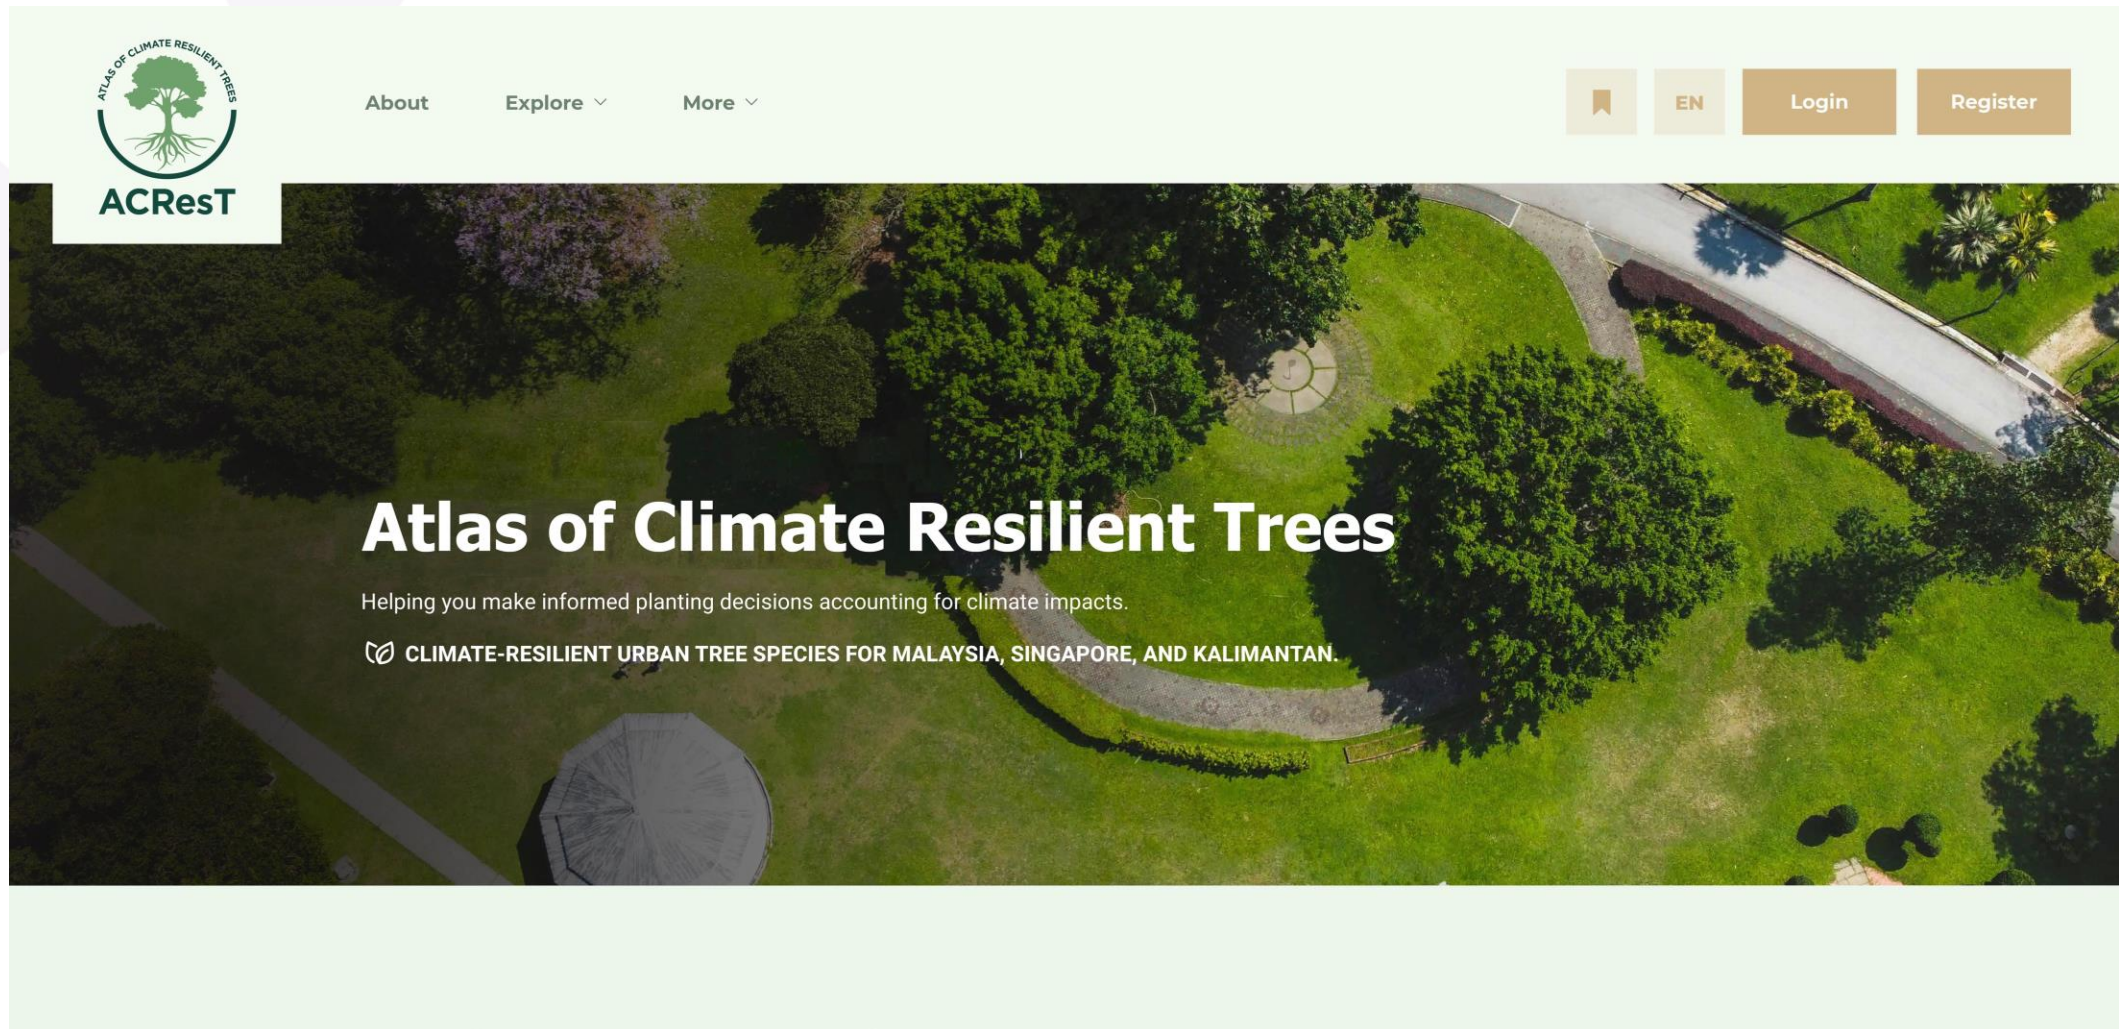 ATLAS OF CLIMATE RESILIENT TREES
ACResT
About
Explore
More
EN
Login
Register
Atlas of Climate Resilient Trees
Helping you make informed planting decisions accounting for climate impacts.
CLIMATE-RESILIENT URBAN TREE SPECIES FOR MALAYSIA, SINGAPORE, AND KALIMANTAN.